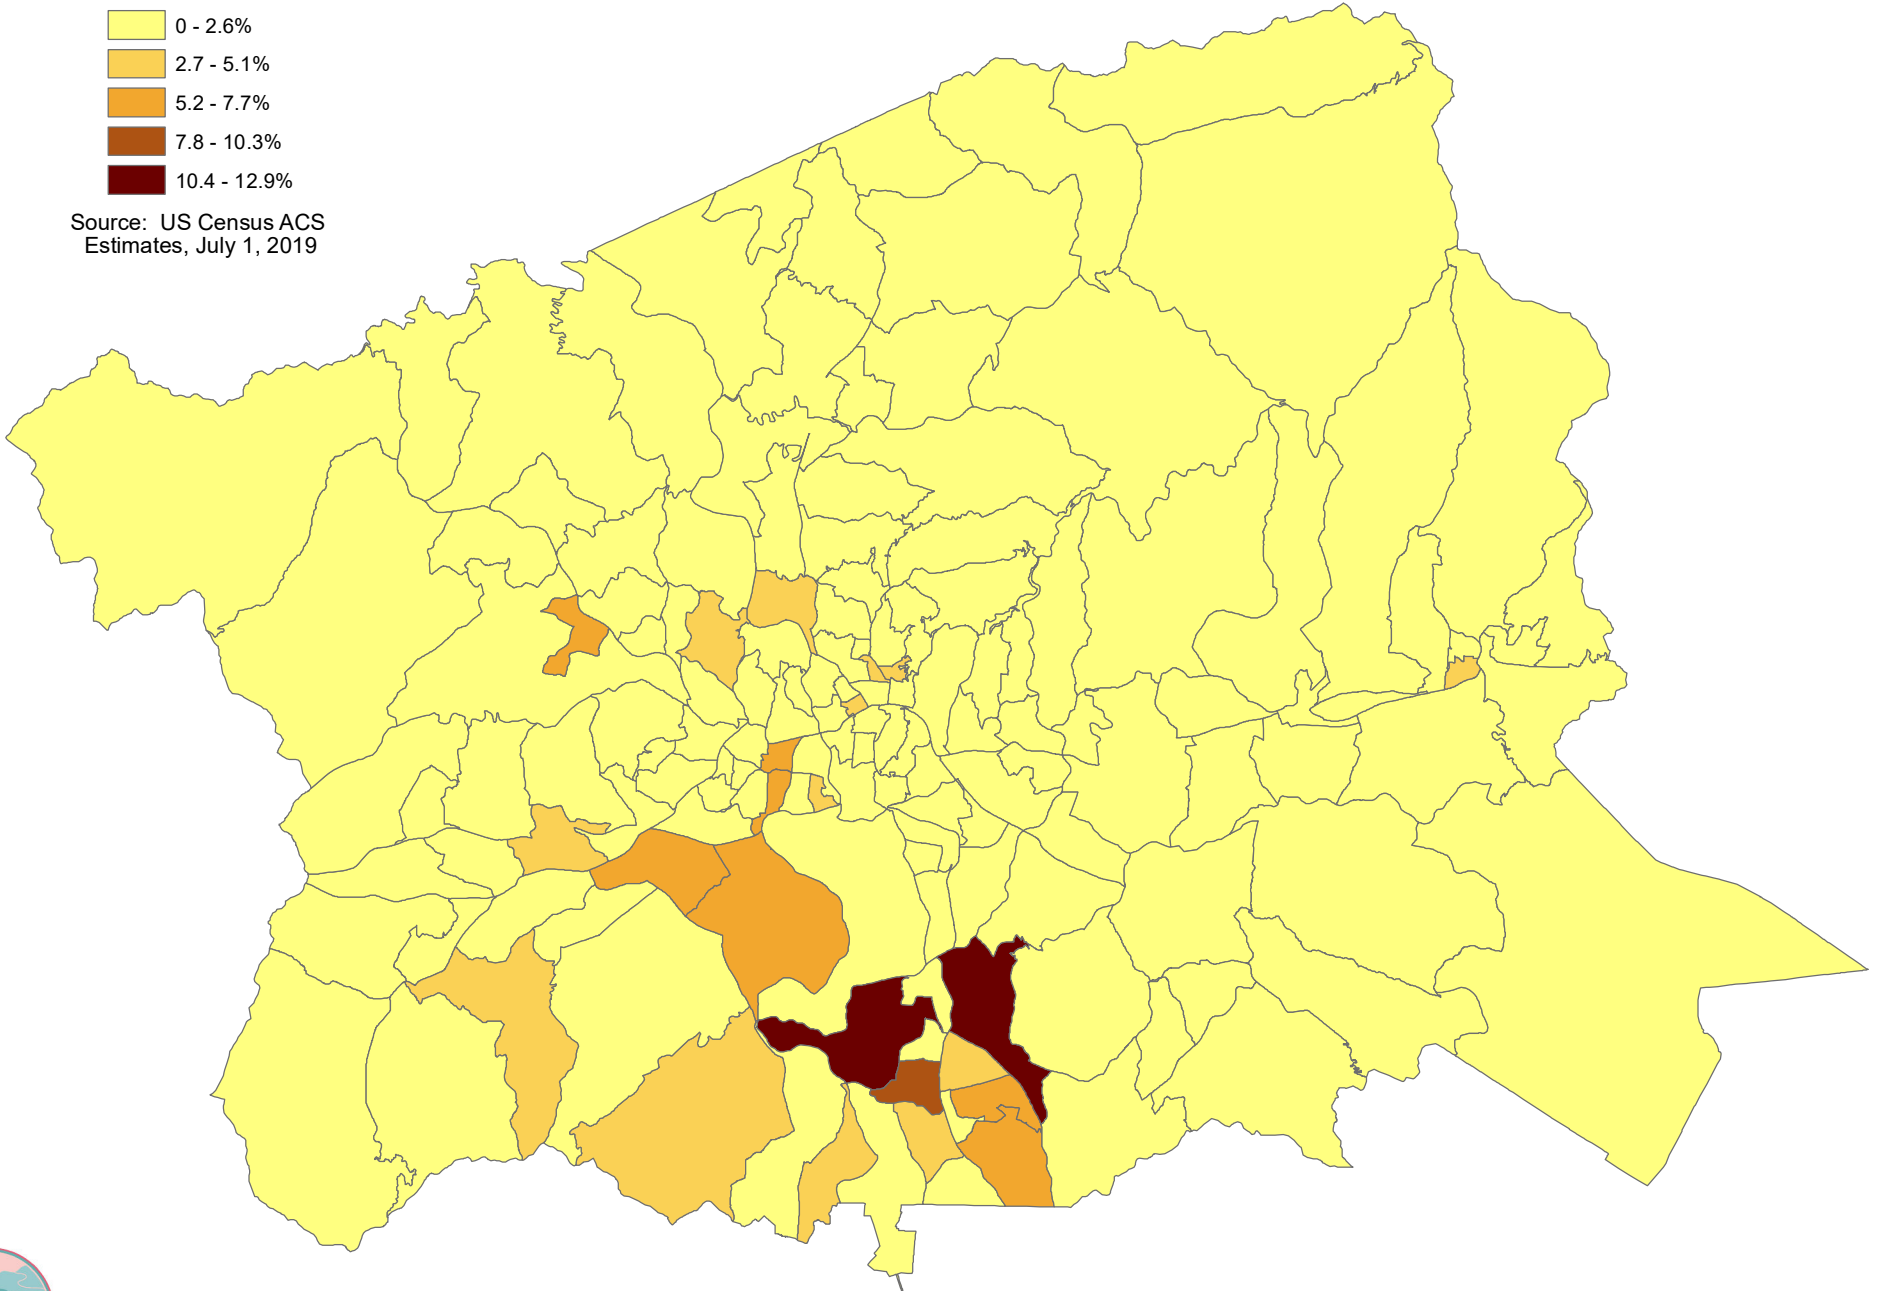 0 - 2.6%
2.7 - 5.1%
5.2 - 7.7%
7.8 - 10.3%
10.4 - 12.9%
Source: US Census ACS
Estimates, July 1, 2019